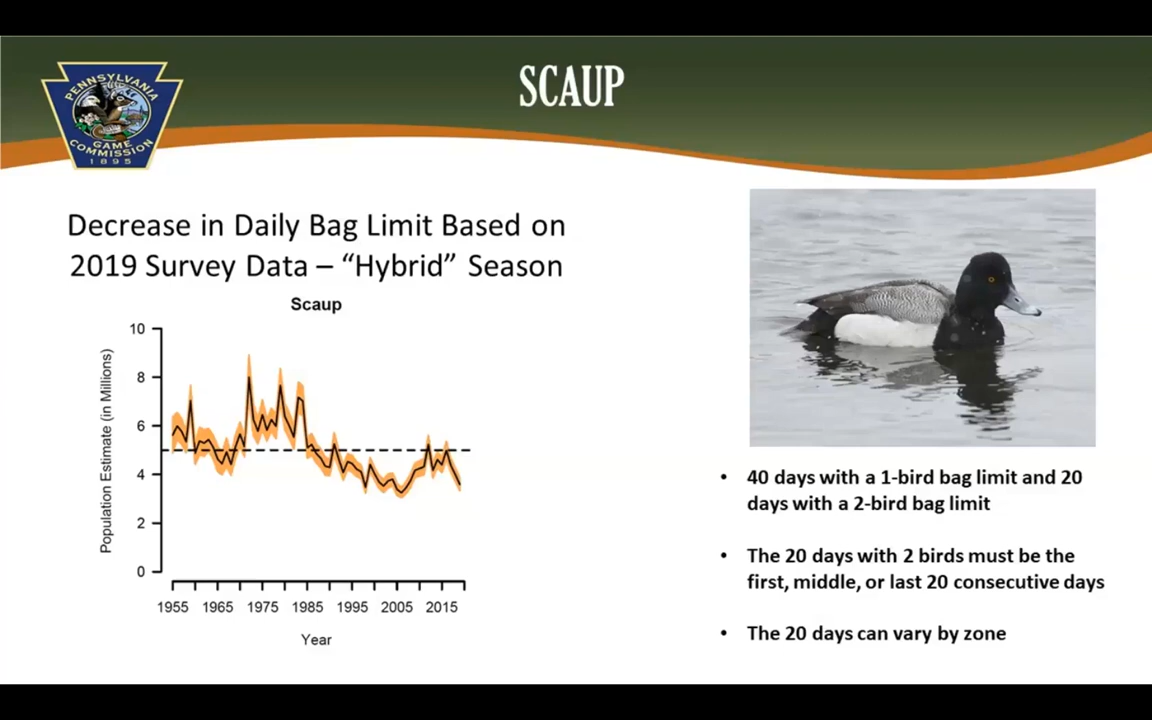 PENNSYLVANIA
GAME
COMMISSION
1895
SCAUP
Decrease in Daily Bag Limit Based on
2019 Survey Data – “Hybrid” Season
Scaup
Population Estimate (in Millions)
10
8
6
4
2
0
1955 1965 1975 1985 1995 2005 2015
Year
• 40 days with a 1-bird bag limit and 20
days with a 2-bird bag limit
• The 20 days with 2 birds must be the
first, middle, or last 20 consecutive days
• The 20 days can vary by zone